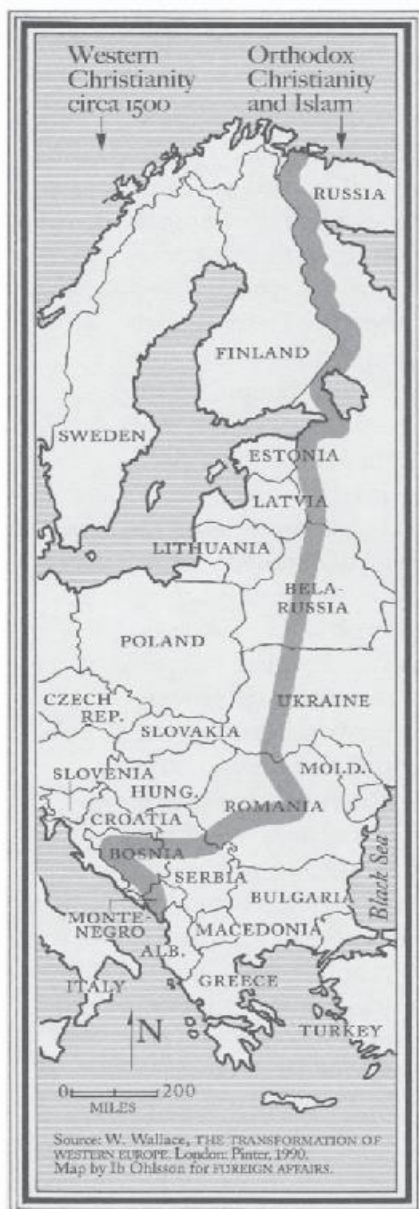 Western
Christianity
circa 1500
Orthodox
Christianity
and Islam
RUSSIA
FINLAND
SWEDEN
ESTONIA
LATVIA
LITHUANIA
BELA-
RUSSIA
POLAND
CZECH
REP.
UKRAINE
SLOVAKIA
SLOVENIA
HUNG.
MOLD.
ROMANIA
CROATIA
BOSNIA
SERBIA
Black Sea
BULGARIA
MONTE-
NEGRO
MACEDONIA
ALB.
ITALY
GREECE
TURKEY
N
0 200
MILES
Source: W. Wallace, THE TRANSFORMATION OF
WESTERN EUROPE. London: Pinter, 1990.
Map by Ib Ohlsson for FOREIGN AFFAIRS.